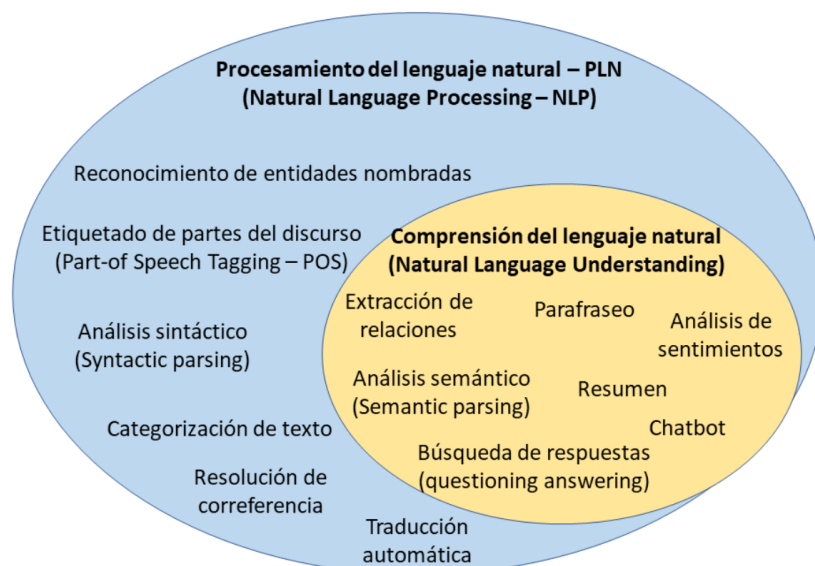 Procesamiento del lenguaje natural – PLN
(Natural Language Processing – NLP)
Reconocimiento de entidades nombradas
Etiquetado de partes del discurso
(Part-of Speech Tagging – POS)
Análisis sintáctico
(Syntactic parsing)
Categorización de texto
Resolución de
correferencia
Traducción
automática
Comprensión del lenguaje natural
(Natural Language Understanding)
Extracción de
relaciones
Parafraseo
Análisis de
sentimientos
Análisis semántico
(Semantic parsing)
Resumen
Chatbot
Búsqueda de respuestas
(questioning answering)